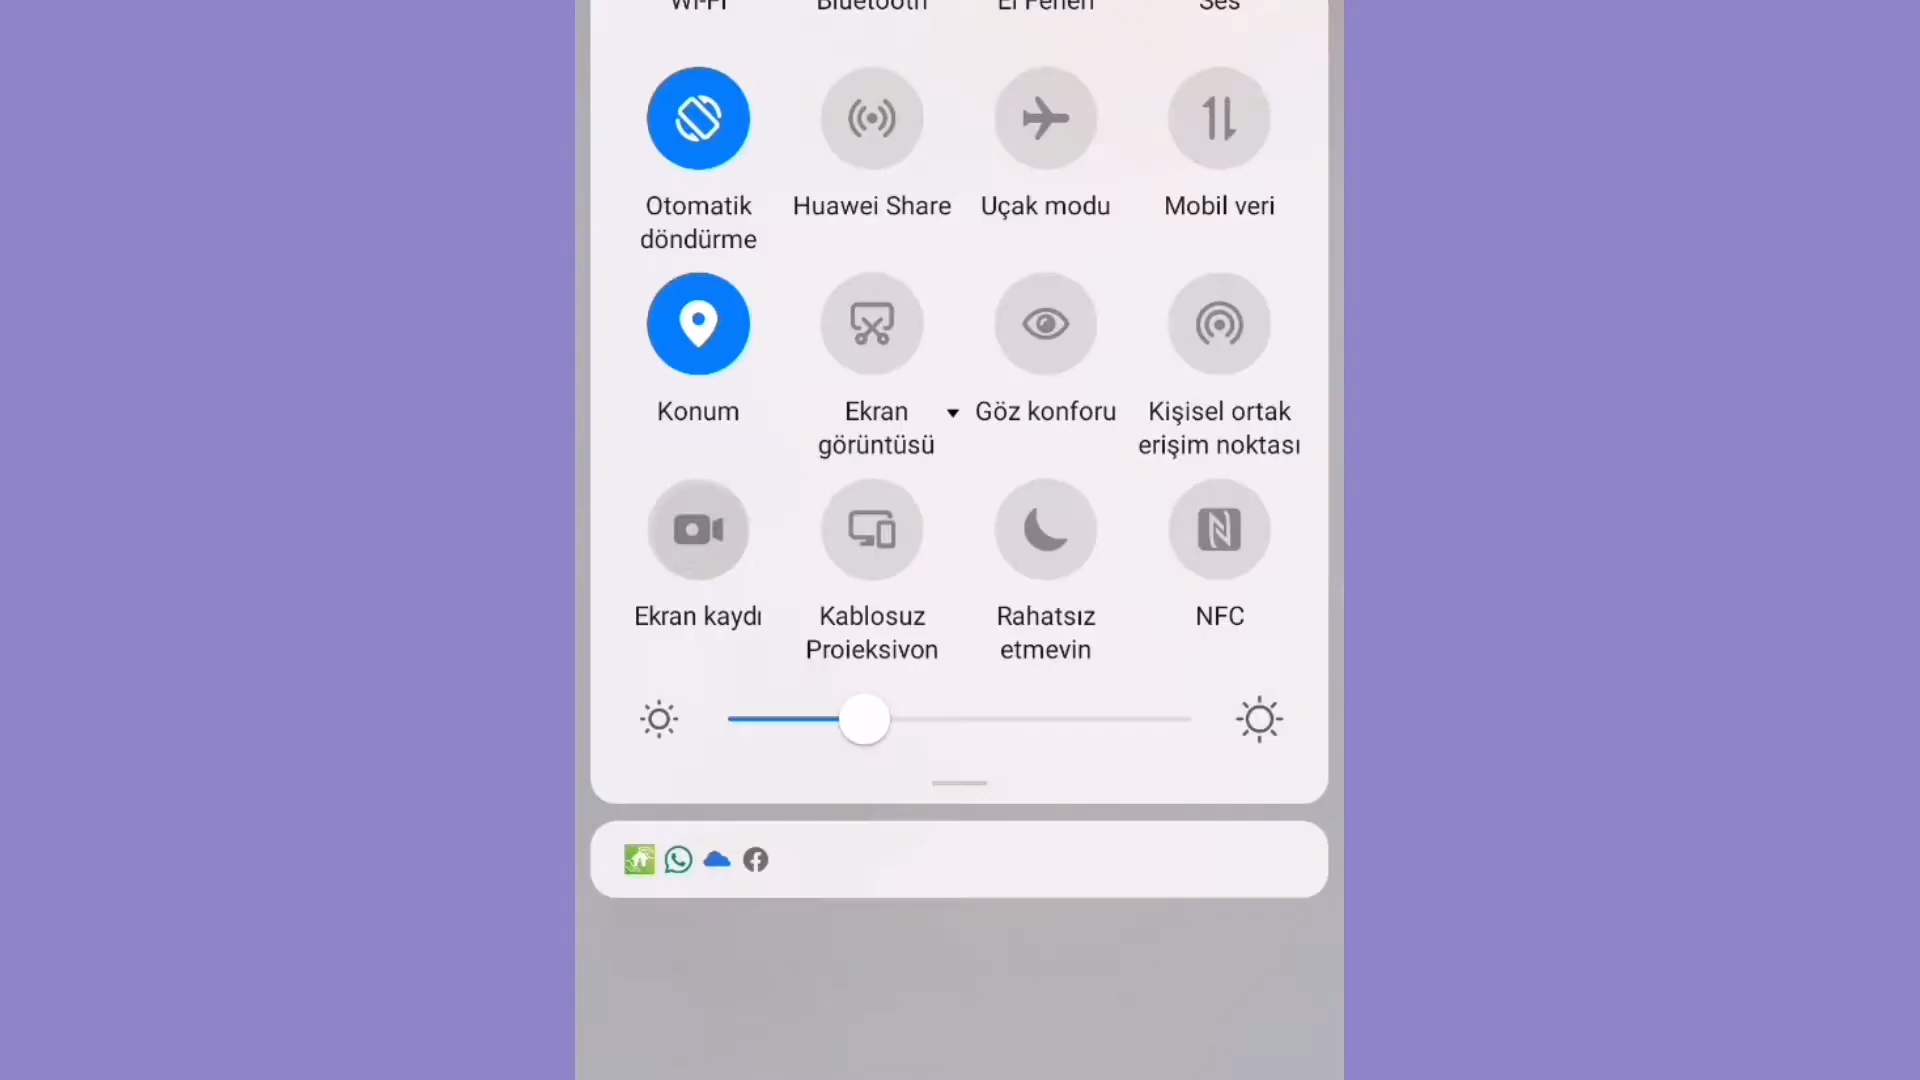 Wi-Fi Bluetooth El Feneri Ses
Otomatik döndürme
Huawei Share
Uçak modu
Mobil veri
Konum
Ekran görüntüsü
Göz konforu
Kişisel ortak erişim noktası
Ekran kaydı
Kablosuz Projeksiyon
Rahatsız etmeyin
NFC